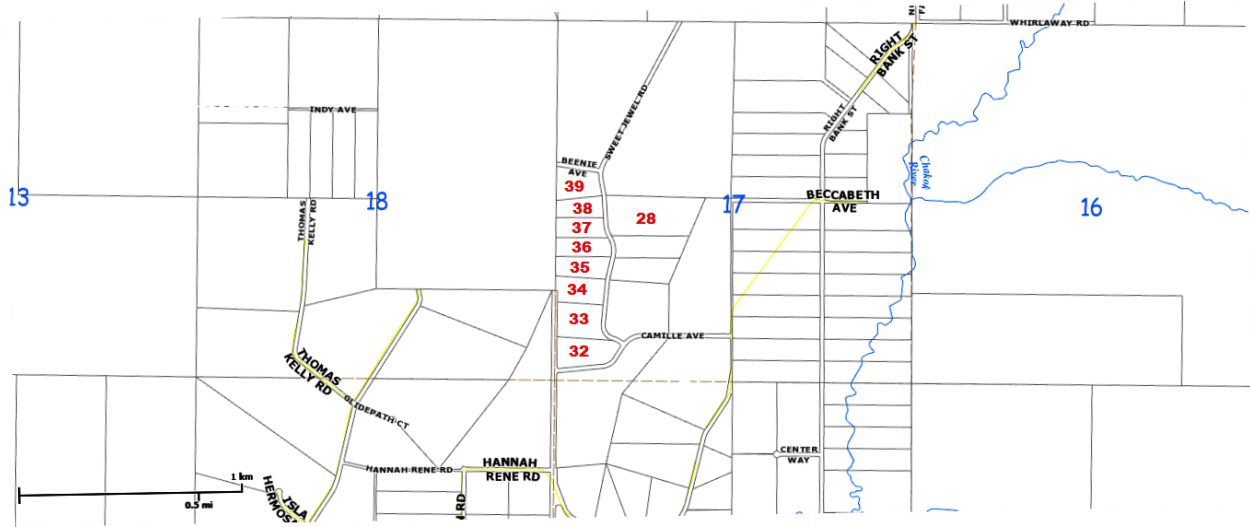 WHIRLAWAY RD
RIGHT
BANK ST
INDY AVE
SWEET JEWEL RD
RIGHT
BANK ST
BEENIE
AVE
Chakok
River
39
13
18
17
16
BECCABETH
AVE
38
28
37
THOMAS
KELLY RD
36
35
34
33
CAMILLE AVE
32
THOMAS
KELLY RD
GLIDEPATH CT
CENTER
WAY
HANNAH RENE RD
HANNAH
RENE RD
1 km
0.5 mi
ISLA
RD